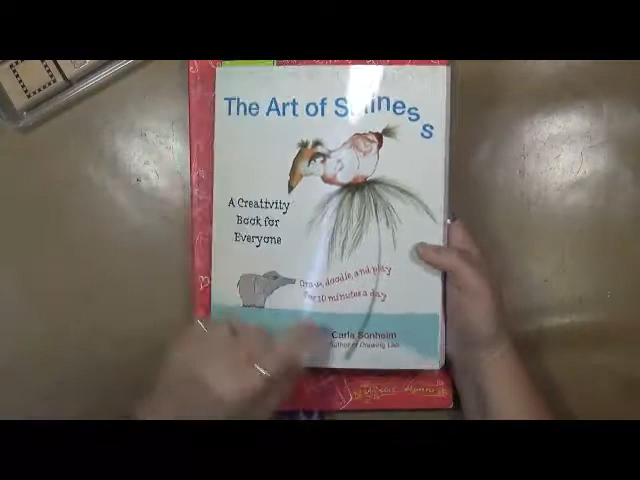 The Art of Silliness
A Creativity
Book for
Everyone
Draw, doodle, and play
for 10 minutes a day
Carla Sonheim
author of Drawing Lab